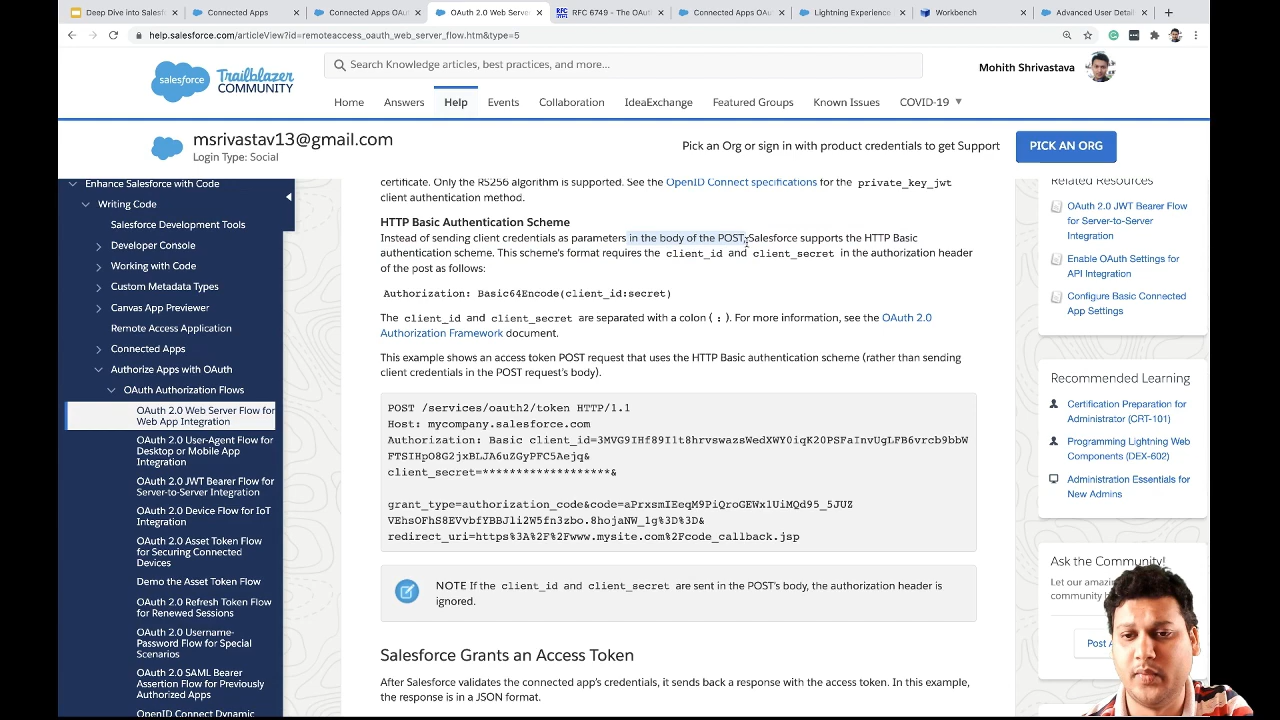 Deep Dive into Salesfo
Connected Apps
Connected Apps OAu
OAuth 2.0 Web Server
RFC 6749 - The OAuth
Connected Apps OAu
Lightning Experience
Workbench
Advanced User Detail
help.salesforce.com/articleView?id=remoteaccess_oauth_web_server_flow.htm&type=5
salesforce
Trailblazer
COMMUNITY
Search Knowledge articles, best practices, and more...
Mohith Shrivastava
Home Answers Help Events Collaboration IdeaExchange Featured Groups Known Issues COVID-19
msrivastav13@gmail.com
Login Type: Social
Pick an Org or sign in with product credentials to get Support
PICK AN ORG
Enhance Salesforce with Code
Writing Code
Salesforce Development Tools
Developer Console
Working with Code
Custom Metadata Types
Canvas App Previewer
Remote Access Application
Connected Apps
Authorize Apps with OAuth
OAuth Authorization Flows
OAuth 2.0 Web Server Flow for
Web App Integration
OAuth 2.0 User-Agent Flow for
Desktop or Mobile App
Integration
OAuth 2.0 JWT Bearer Flow for
Server-to-Server Integration
OAuth 2.0 Device Flow for IoT
Integration
OAuth 2.0 Asset Token Flow
for Securing Connected
Devices
Demo the Asset Token Flow
OAuth 2.0 Refresh Token Flow
for Renewed Sessions
OAuth 2.0 Username-
Password Flow for Special
Scenarios
OAuth 2.0 SAML Bearer
Assertion Flow for Previously
Authorized Apps
OpenID Connect Dynamic
certificate. Only the RS256 algorithm is supported. See the OpenID Connect specifications for the private_key_jwt
client authentication method.
HTTP Basic Authentication Scheme
Instead of sending client credentials as parameters in the body of the POST, Salesforce supports the HTTP Basic
authentication scheme. This scheme's format requires the client_id and client_secret in the authorization header
of the post as follows:
Authorization: Basic64Encode(client_id:secret)
The client_id and client_secret are separated with a colon (:). For more information, see the OAuth 2.0
Authorization Framework document.
This example shows an access token POST request that uses the HTTP Basic authentication scheme (rather than sending
client credentials in the POST request's body).
POST /services/oauth2/token HTTP/1.1
Host: mycompany.salesforce.com
Authorization: Basic client_id=3MVG9IHf89I1t8hrvswazsWedXWY0iqK20PSFaInvUgLFB6vrcb9bbW
FTSIHpO8G2jxBLJA6uZGyPFC5Aejq&
client_secret=*******************&
grant_type=authorization_code&code=aPrxsmIEeqM9PiQroGEWx1UiMQd95_5JUZ
VEhsOFhS8EVvbfYBBJli2W5fn3zbo.8hojaNW_1g%3D%3D&
redirect_uri=https%3A%2F%2Fwww.mysite.com%2Fcode_callback.jsp
NOTE If the client_id and client_secret are sent in the POST's body, the authorization header is
ignored.
Salesforce Grants an Access Token
After Salesforce validates the connected app's credentials, it sends back a response with the access token. In this example,
the response is in a JSON format.
Related Resources
OAuth 2.0 JWT Bearer Flow
for Server-to-Server
Integration
Enable OAuth Settings for
API Integration
Configure Basic Connected
App Settings
Recommended Learning
Certification Preparation for
Administrator (CRT-101)
Programming Lightning Web
Components (DEX-602)
Administration Essentials for
New Admins
Ask the Community!
Let our amazing
community h
Post A